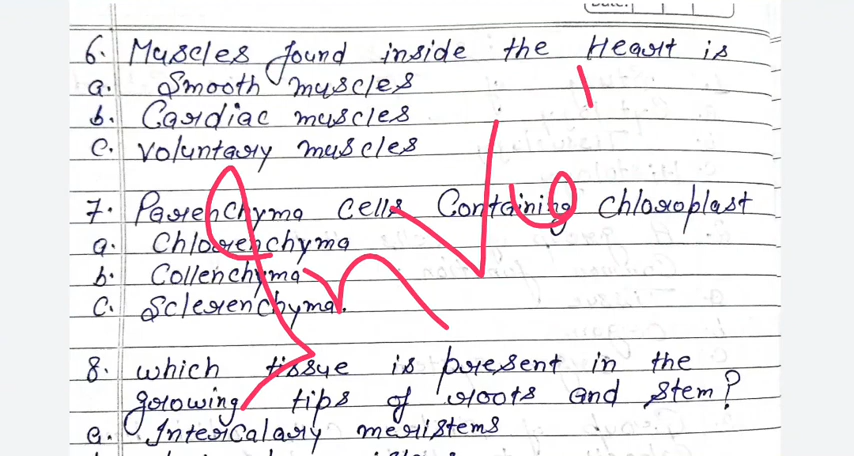 6. Muscles found inside the Heart is
a. Smooth muscles
b. Cardiac muscles
c. Voluntary muscles
7. Parenchyma Cells Containing Chloroplast
a. Chlorenchyma
b. Collenchyma
c. Sclerenchyma.
8. which tissue is present in the
growing tips of roots and stem?
a. Intercalary meristems